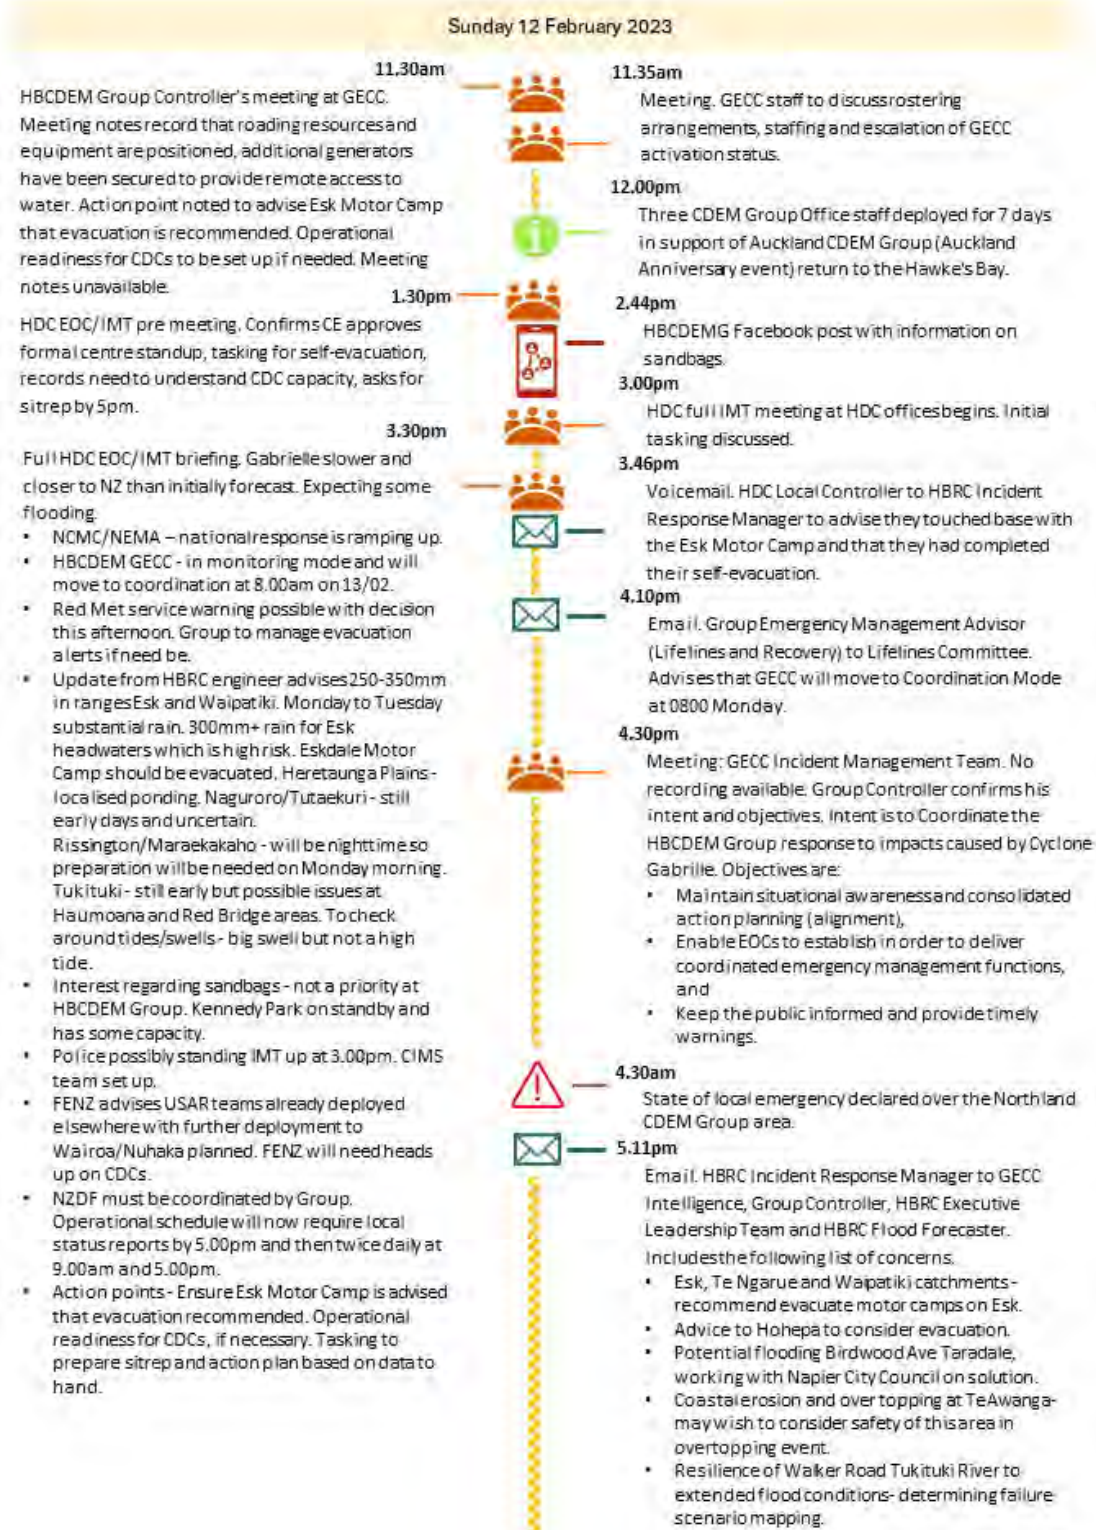 Sunday 12 February 2023
11.30am
HBCDEM Group Controller's meeting at GECC.
Meeting notes record that roading resources and
equipment are positioned, additional generators
have been secured to provide remote access to
water. Action point noted to advise Esk Motor Camp
that evacuation is recommended. Operational
readiness for CDCs to be set up if needed. Meeting
notes unavailable.
11.35am
Meeting. GECC staff to discuss rostering
arrangements, staffing and escalation of GECC
activation status.
12.00pm
Three CDEM Group Office staff deployed for 7 days
in support of Auckland CDEM Group (Auckland
Anniversary event) return to the Hawke's Bay.
1.30pm
HDC EOC/IMT pre meeting. Confirms CE approves
formal centre standup, tasking for self-evacuation,
records need to understand CDC capacity, asks for
sitrep by 5pm.
2.44pm
HBCDEMG Facebook post with information on
sandbags.
3.00pm
HDC full IMT meeting at HDC offices begins. Initial
tasking discussed.
3.30pm
Full HDC EOC/IMT briefing. Gabrielle slower and
closer to NZ than initially forecast. Expecting some
flooding.
• NCMC/NEMA – national response is ramping up.
• HBCDEM GECC - in monitoring mode and will
move to coordination at 8.00am on 13/02.
• Red Met service warning possible with decision
this afternoon. Group to manage evacuation
alerts if need be.
• Update from HBRC engineer advises 250-350mm
in ranges Esk and Waipatiki. Monday to Tuesday
substantial rain. 300mm+ rain for Esk
headwaters which is high risk. Eskdale Motor
Camp should be evacuated. Heretaunga Plains -
localised ponding. Naguroro/Tutaekuri - still
early days and uncertain.
Rissington/Maraekakaho - will be nighttime so
preparation will be needed on Monday morning.
Tukituki - still early but possible issues at
Haumoana and Red Bridge areas. To check
around tides/swells - big swell but not a high
tide.
• Interest regarding sandbags - not a priority at
HBCDEM Group. Kennedy Park on standby and
has some capacity.
• Police possibly standing IMT up at 3.00pm. CIMS
team set up.
• FENZ advises USAR teams already deployed
elsewhere with further deployment to
Wairoa/Nuhaka planned. FENZ will need heads
up on CDCs.
• NZDF must be coordinated by Group.
Operational schedule will now require local
status reports by 5.00pm and then twice daily at
9.00am and 5.00pm.
• Action points - Ensure Esk Motor Camp is advised
that evacuation recommended. Operational
readiness for CDCs, if necessary. Tasking to
prepare sitrep and action plan based on data to
hand.
3.46pm
Voicemail. HDC Local Controller to HBRC Incident
Response Manager to advise they touched base with
the Esk Motor Camp and that they had completed
their self-evacuation.
4.10pm
Email. Group Emergency Management Advisor
(Lifelines and Recovery) to Lifelines Committee.
Advises that GECC will move to Coordination Mode
at 0800 Monday.
4.30pm
Meeting: GECC Incident Management Team. No
recording available. Group Controller confirms his
intent and objectives. Intent is to Coordinate the
HBCDEM Group response to impacts caused by Cyclone
Gabrille. Objectives are:
• Maintain situational awareness and consolidated
action planning (alignment),
• Enable EOCs to establish in order to deliver
coordinated emergency management functions,
and
• Keep the public informed and provide timely
warnings.
4.30am
State of local emergency declared over the Northland
CDEM Group area.
5.11pm
Email. HBRC Incident Response Manager to GECC
Intelligence, Group Controller, HBRC Executive
Leadership Team and HBRC Flood Forecaster.
Includes the following list of concerns.
• Esk, Te Ngarue and Waipatiki catchments -
recommend evacuate motor camps on Esk.
• Advice to Hohepa to consider evacuation.
• Potential flooding Birdwood Ave Taradale,
working with Napier City Council on solution.
• Coastal erosion and over topping at TeAwanga-
may wish to consider safety of this area in
overtopping event.
• Resilience of Walker Road Tukituki River to
extended flood conditions- determining failure
scenario mapping.